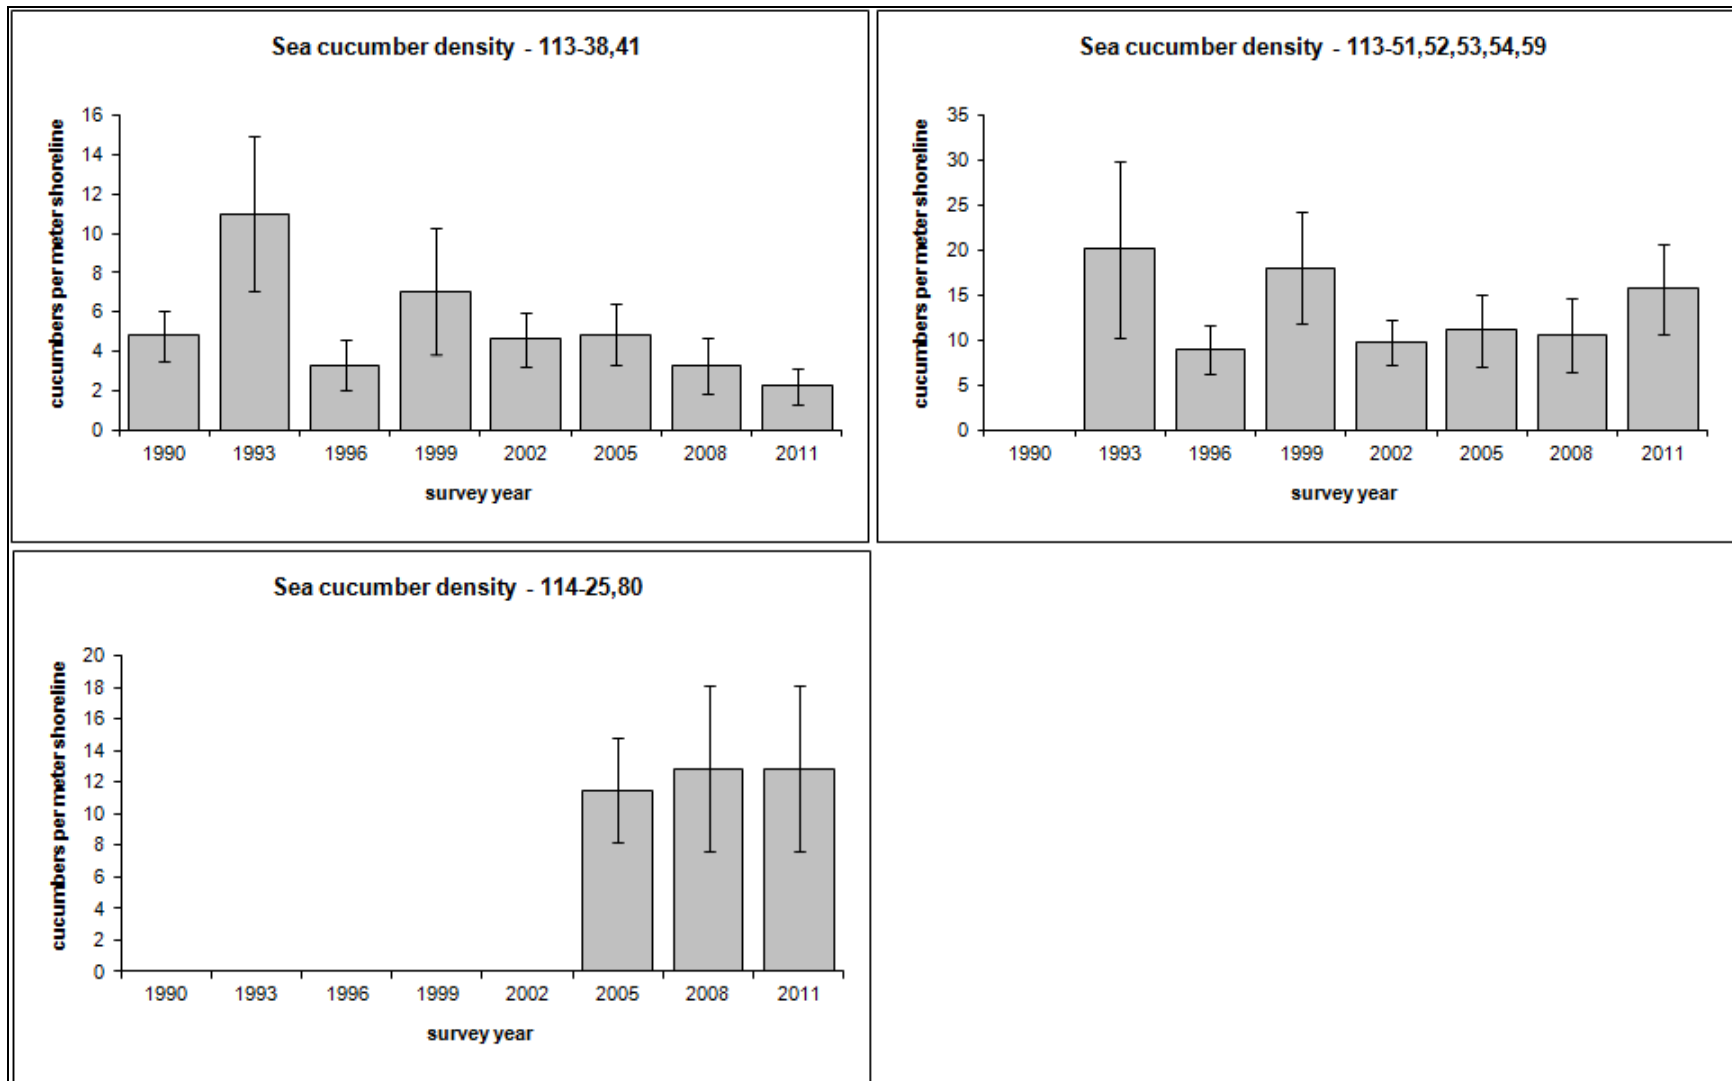 Sea cucumber density - 113-38,41
cucumbers per meter shoreline
16
14
12
10
8
6
4
2
0
1990 1993 1996 1999 2002 2005 2008 2011
survey year
Sea cucumber density - 113-51,52,53,54,59
cucumbers per meter shoreline
35
30
25
20
15
10
5
0
1990 1993 1996 1999 2002 2005 2008 2011
survey year
Sea cucumber density - 114-25,80
cucumbers per meter shoreline
20
18
16
14
12
10
8
6
4
2
0
1990 1993 1996 1999 2002 2005 2008 2011
survey year